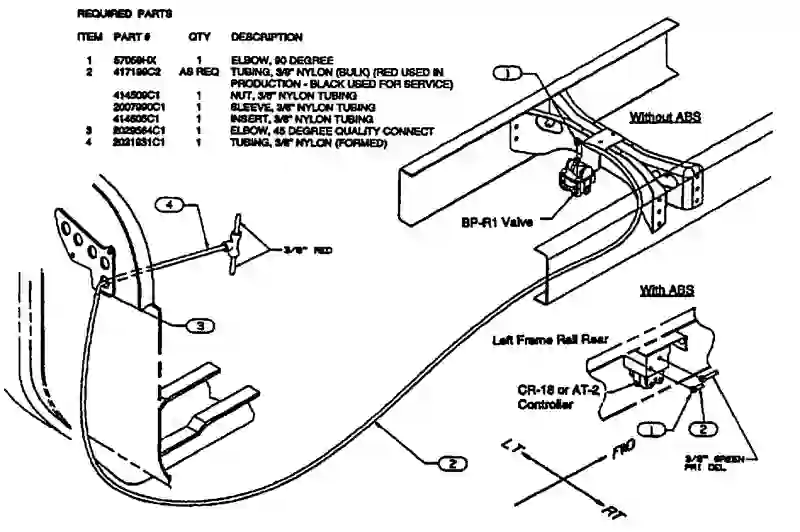 REQUIRED PARTS
ITEM PART # QTY DESCRIPTION
1 57059HX 1 ELBOW, 90 DEGREE
2 417199C2 AS REQ TUBING, 3/8" NYLON (BULK) (RED USED IN
PRODUCTION - BLACK USED FOR SERVICE)
414509C1 1 NUT, 3/8" NYLON TUBING
2007990C1 1 SLEEVE, 3/8" NYLON TUBING
414505C1 1 INSERT, 3/8" NYLON TUBING
3 2029564C1 1 ELBOW, 45 DEGREE QUALITY CONNECT
4 2021931C1 1 TUBING, 3/8" NYLON (FORMED)
1
Without ABS
4
BP-R1 Valve
3/8" RED
With ABS
3
Left Frame Rail Rear
CR-18 or AT-2
Controller
1
2
2
LT
FWD
3/8" GREEN
PRI DEL
RT